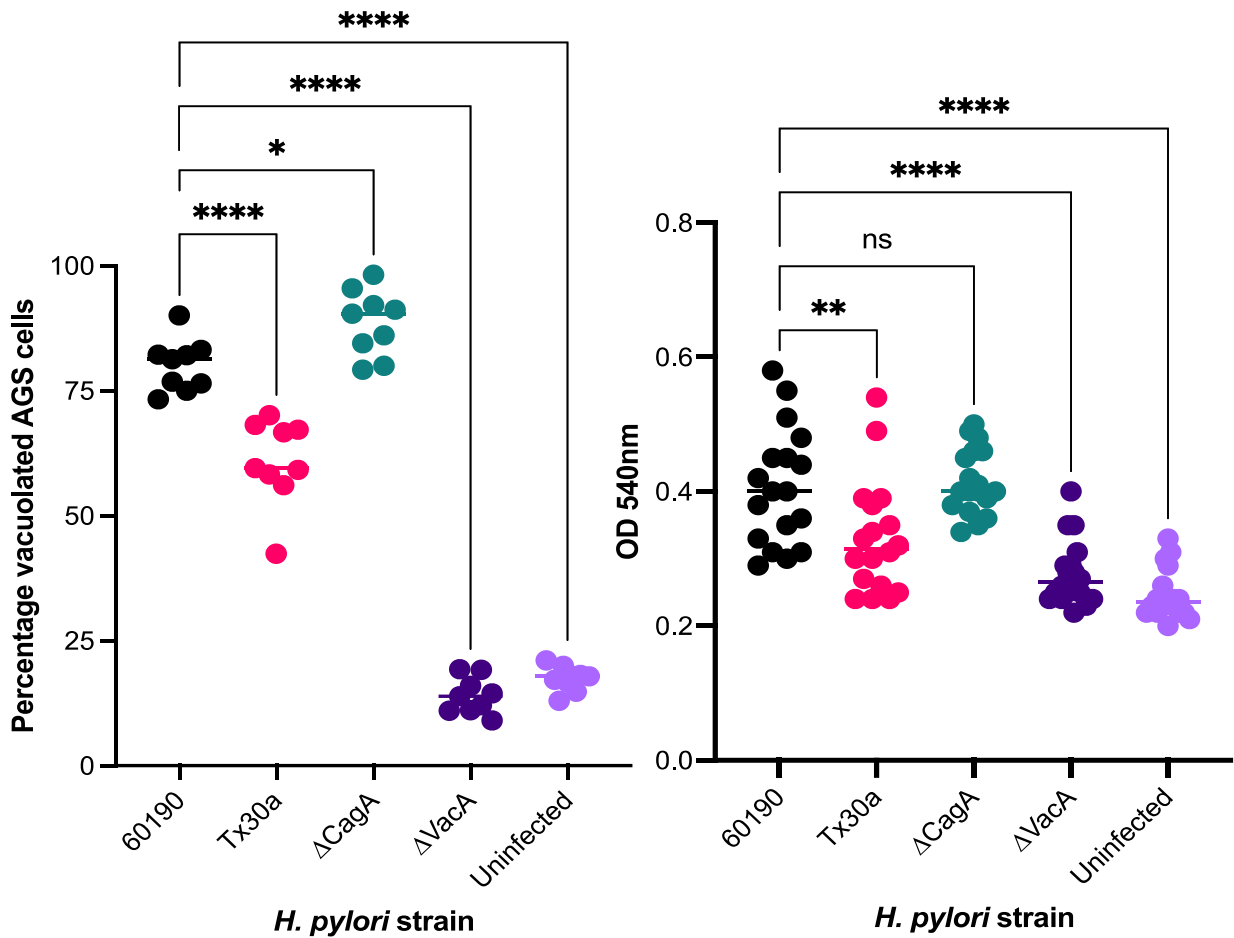 ****
****
*
****
Percentage vacuolated AGS cells
100
75
50
25
0
60190
Tx30a
ΔCagA
ΔVacA
Uninfected
H. pylori strain
****
****
ns
**
OD 540nm
0.8
0.6
0.4
0.2
0.0
60190
Tx30a
ΔCagA
ΔVacA
Uninfected
H. pylori strain